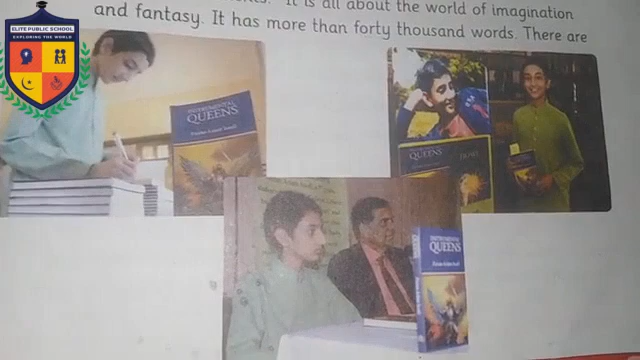 It is all about the world of imagination
and fantasy. It has more than forty thousand words. There are
ELITE PUBLIC SCHOOL
EXPLORING THE WORLD
INSTRUMENTAL
QUEENS
QUEENS
INSTRUMENTAL
QUEENS